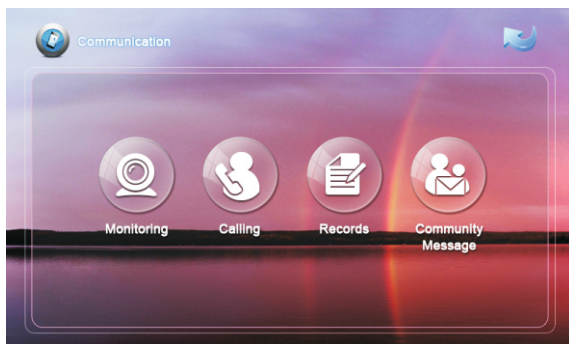 Communication
Monitoring
Calling
Records
Community
Message